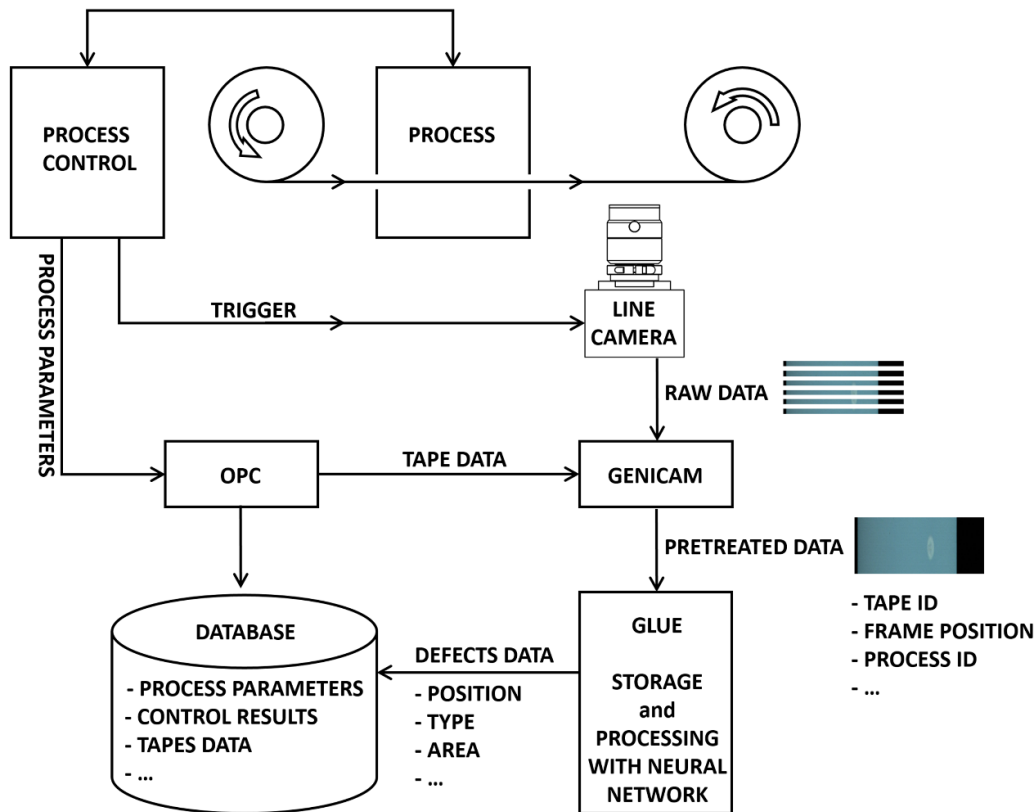 PROCESS
CONTROL
PROCESS
PROCESS PARAMETERS
TRIGGER
LINE
CAMERA
RAW DATA
OPC
TAPE DATA
GENICAM
PRETREATED DATA
- TAPE ID
- FRAME POSITION
- PROCESS ID
- ...
DATABASE
- PROCESS PARAMETERS
- CONTROL RESULTS
- TAPES DATA
- ...
DEFECTS DATA
- POSITION
- TYPE
- AREA
- ...
GLUE
STORAGE
and
PROCESSING
WITH NEURAL
NETWORK